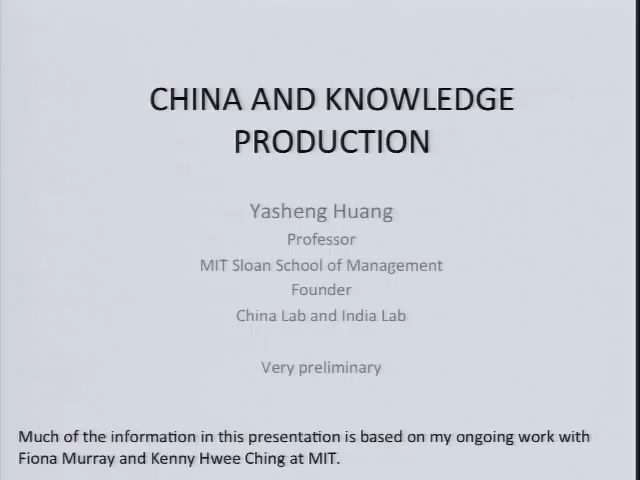 CHINA AND KNOWLEDGE
PRODUCTION
Yasheng Huang
Professor
MIT Sloan School of Management
Founder
China Lab and India Lab
Very preliminary
Much of the information in this presentation is based on my ongoing work with
Fiona Murray and Kenny Hwee Ching at MIT.